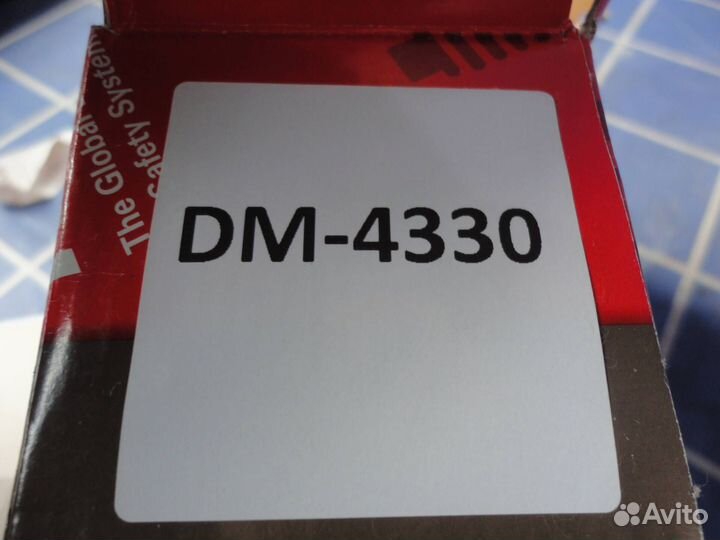 The Global
Safety System
DM-4330
Avito